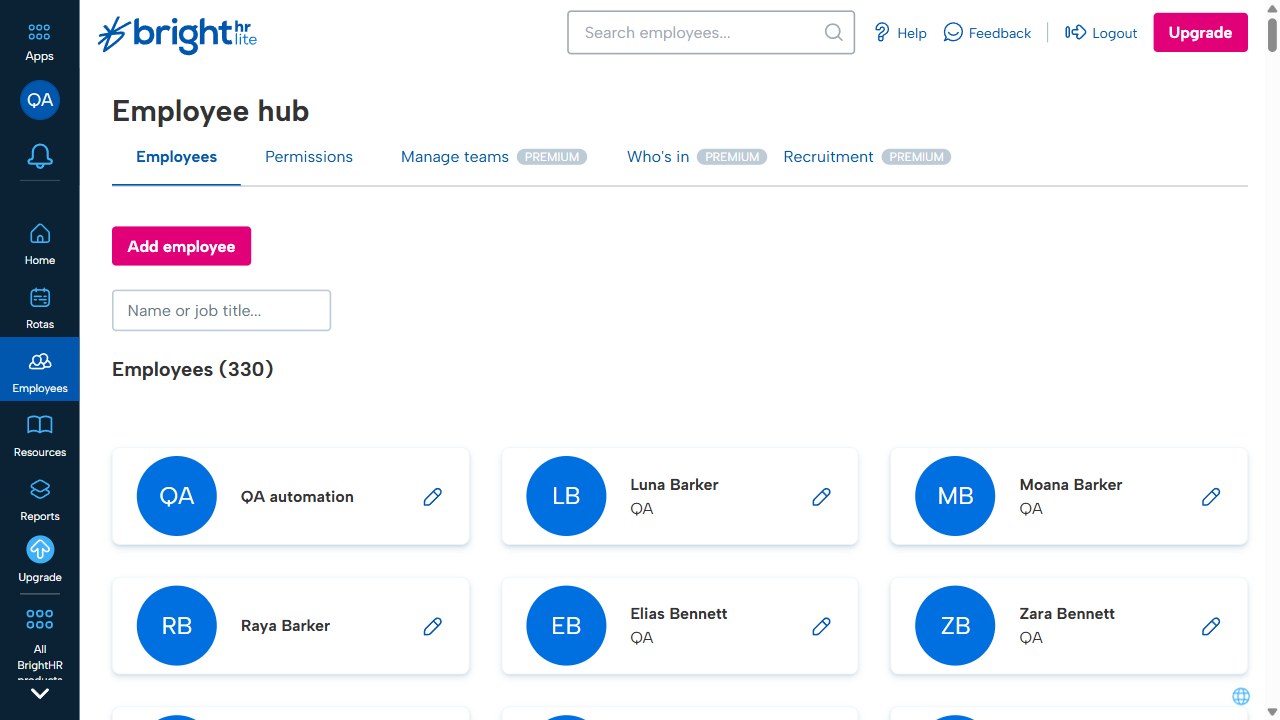 Apps
QA
Home
Rotas
Employees
Resources
Reports
Upgrade
All
BrightHR
products
bright hr lite
Search employees...
Help
Feedback
Logout
Upgrade
Employee hub
Employees
Permissions
Manage teams PREMIUM
Who's in PREMIUM
Recruitment PREMIUM
Add employee
Name or job title...
Employees (330)
QA
QA automation
LB
Luna Barker
QA
MB
Moana Barker
QA
RB
Raya Barker
EB
Elias Bennett
QA
ZB
Zara Bennett
QA